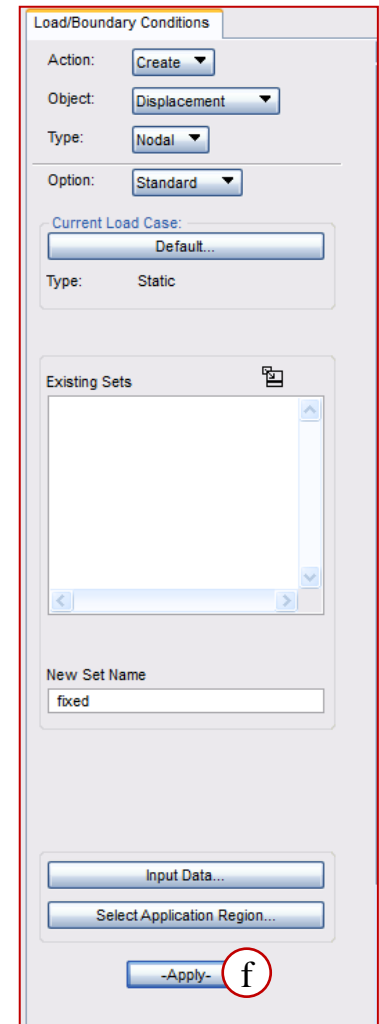 Load/Boundary Conditions
Action: Create
Object: Displacement
Type: Nodal
Option: Standard
Current Load Case:
Default...
Type: Static
Existing Sets
New Set Name
fixed
Input Data...
Select Application Region...
-Apply- f